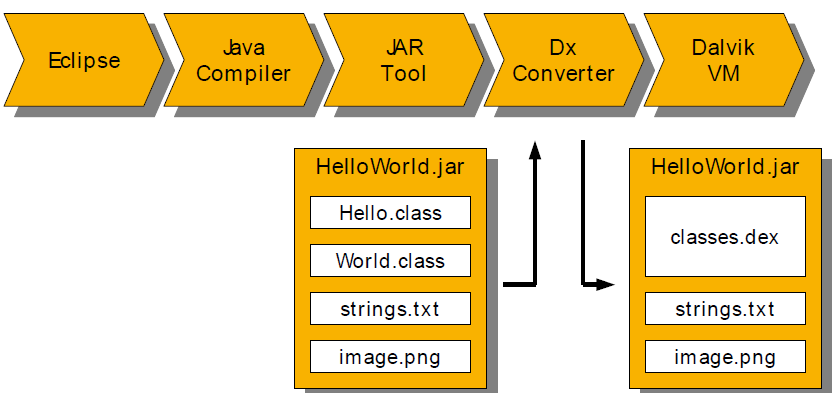 Eclipse
Java
Compiler
JAR
Tool
Dx
Converter
Dalvik
VM
HelloWorld.jar
Hello.class
World.class
strings.txt
image.png
HelloWorld.jar
classes.dex
strings.txt
image.png